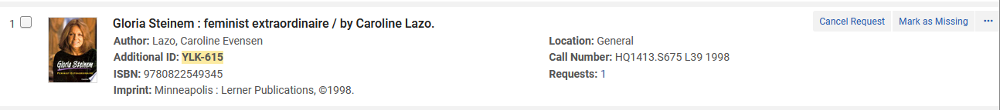 1
Gloria Steinem : feminist extraordinaire / by Caroline Lazo.
Cancel Request
Mark as Missing
...
Author: Lazo, Caroline Evensen
Additional ID: YLK-615
ISBN: 9780822549345
Imprint: Minneapolis : Lerner Publications, ©1998.
Location: General
Call Number: HQ1413.S675 L39 1998
Requests: 1
Gloria Steinem
FEMINIST EXTRAORDINAIRE